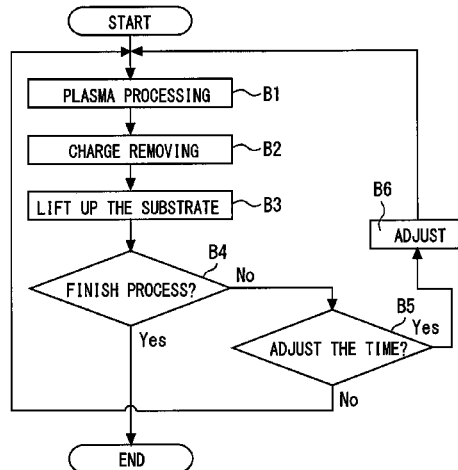 START
PLASMA PROCESSING
B1
CHARGE REMOVING
B2
LIFT UP THE SUBSTRATE
B3
B6
ADJUST
B4
FINISH PROCESS?
No
Yes
B5
ADJUST THE TIME?
Yes
No
END